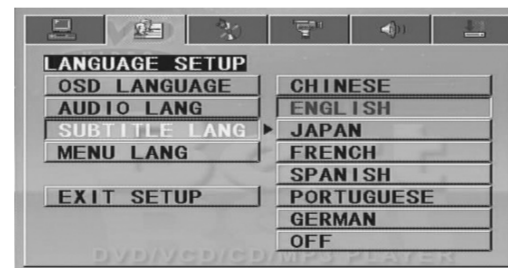 LANGUAGE SETUP
OSD LANGUAGE
AUDIO LANG
SUBTITLE LANG
MENU LANG
EXIT SETUP
CHINESE
ENGLISH
JAPAN
FRENCH
SPANISH
PORTUGUESE
GERMAN
OFF
DVD/VCD/CD/MP3 PLAYER